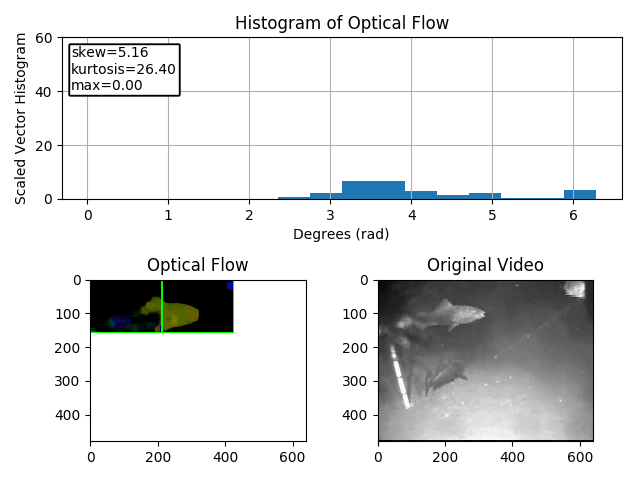 Histogram of Optical Flow
Scaled Vector Histogram
60
40
20
0
skew=5.16
kurtosis=26.40
max=0.00
0 1 2 3 4 5 6
Degrees (rad)
Optical Flow
0
100
200
300
400
0 200 400 600
Original Video
0
100
200
300
400
0 200 400 600